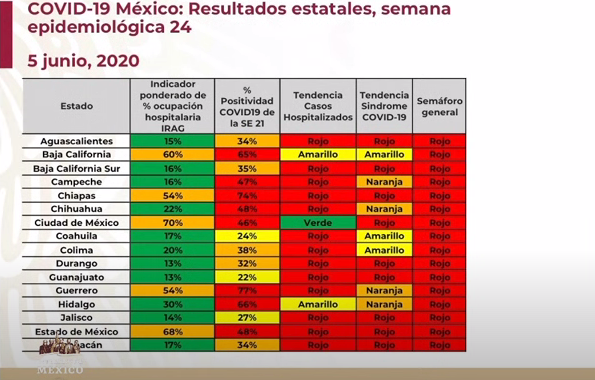 COVID-19 México: Resultados estatales, semana
epidemiológica 24
5 junio, 2020
Estado Indicador ponderado de % ocupación hospitalaria IRAG % Positividad COVID19 de la SE 21 Tendencia Casos Hospitalizados Tendencia Sindrome COVID-19 Semáforo general
Aguascalientes 15% 34% Rojo Rojo Rojo
Baja California 60% 65% Amarillo Amarillo Rojo
Baja California Sur 16% 35% Rojo Rojo Rojo
Campeche 16% 47% Rojo Naranja Rojo
Chiapas 54% 74% Rojo Rojo Rojo
Chihuahua 22% 48% Rojo Naranja Rojo
Ciudad de México 70% 46% Verde Rojo Rojo
Coahuila 17% 24% Rojo Amarillo Rojo
Colima 20% 38% Rojo Amarillo Rojo
Durango 13% 32% Rojo Rojo Rojo
Guanajuato 13% 22% Rojo Rojo Rojo
Guerrero 54% 77% Rojo Naranja Rojo
Hidalgo 30% 66% Amarillo Naranja Rojo
Jalisco 14% 27% Rojo Rojo Rojo
Estado de México 68% 48% Rojo Rojo Rojo
acán 17% 34% Rojo Rojo Rojo
MÉXICO